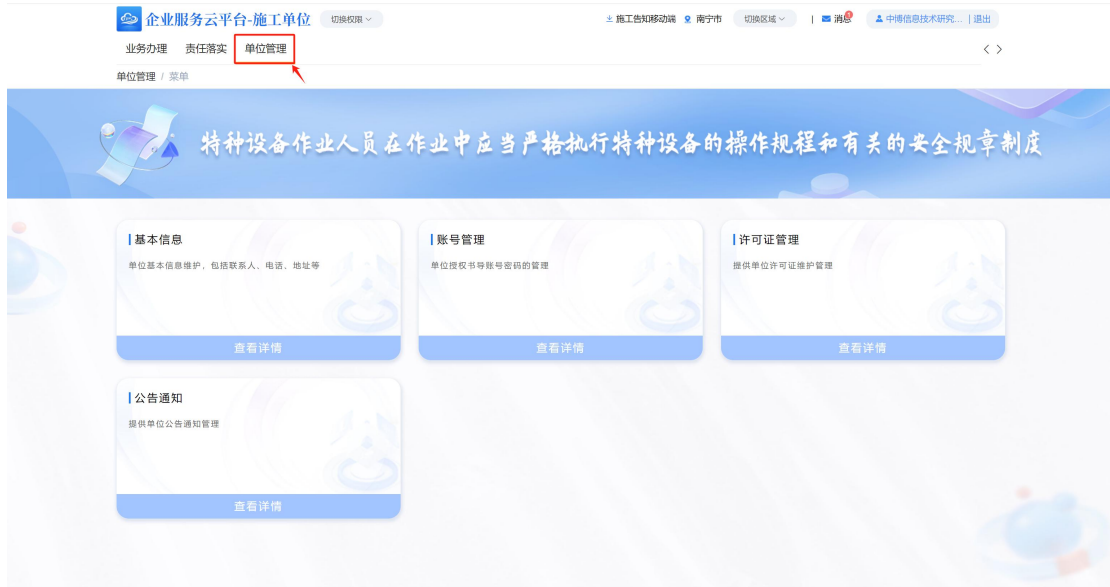 企业服务云平台-施工单位 切换权限 施工告知移动端 南宁市 切换区域 | 消息 中博信息技术研究... | 退出
业务办理 责任落实 单位管理
单位管理 / 菜单
特种设备作业人员在作业中应当严格执行特种设备的操作规程和有关的安全规章制度
基本信息 账号管理 许可证管理
单位基本信息维护，包括联系人、电话、地址等 单位授权书导账号密码的管理 提供单位许可证维护管理
查看详情 查看详情 查看详情
公告通知
提供单位公告通知管理
查看详情